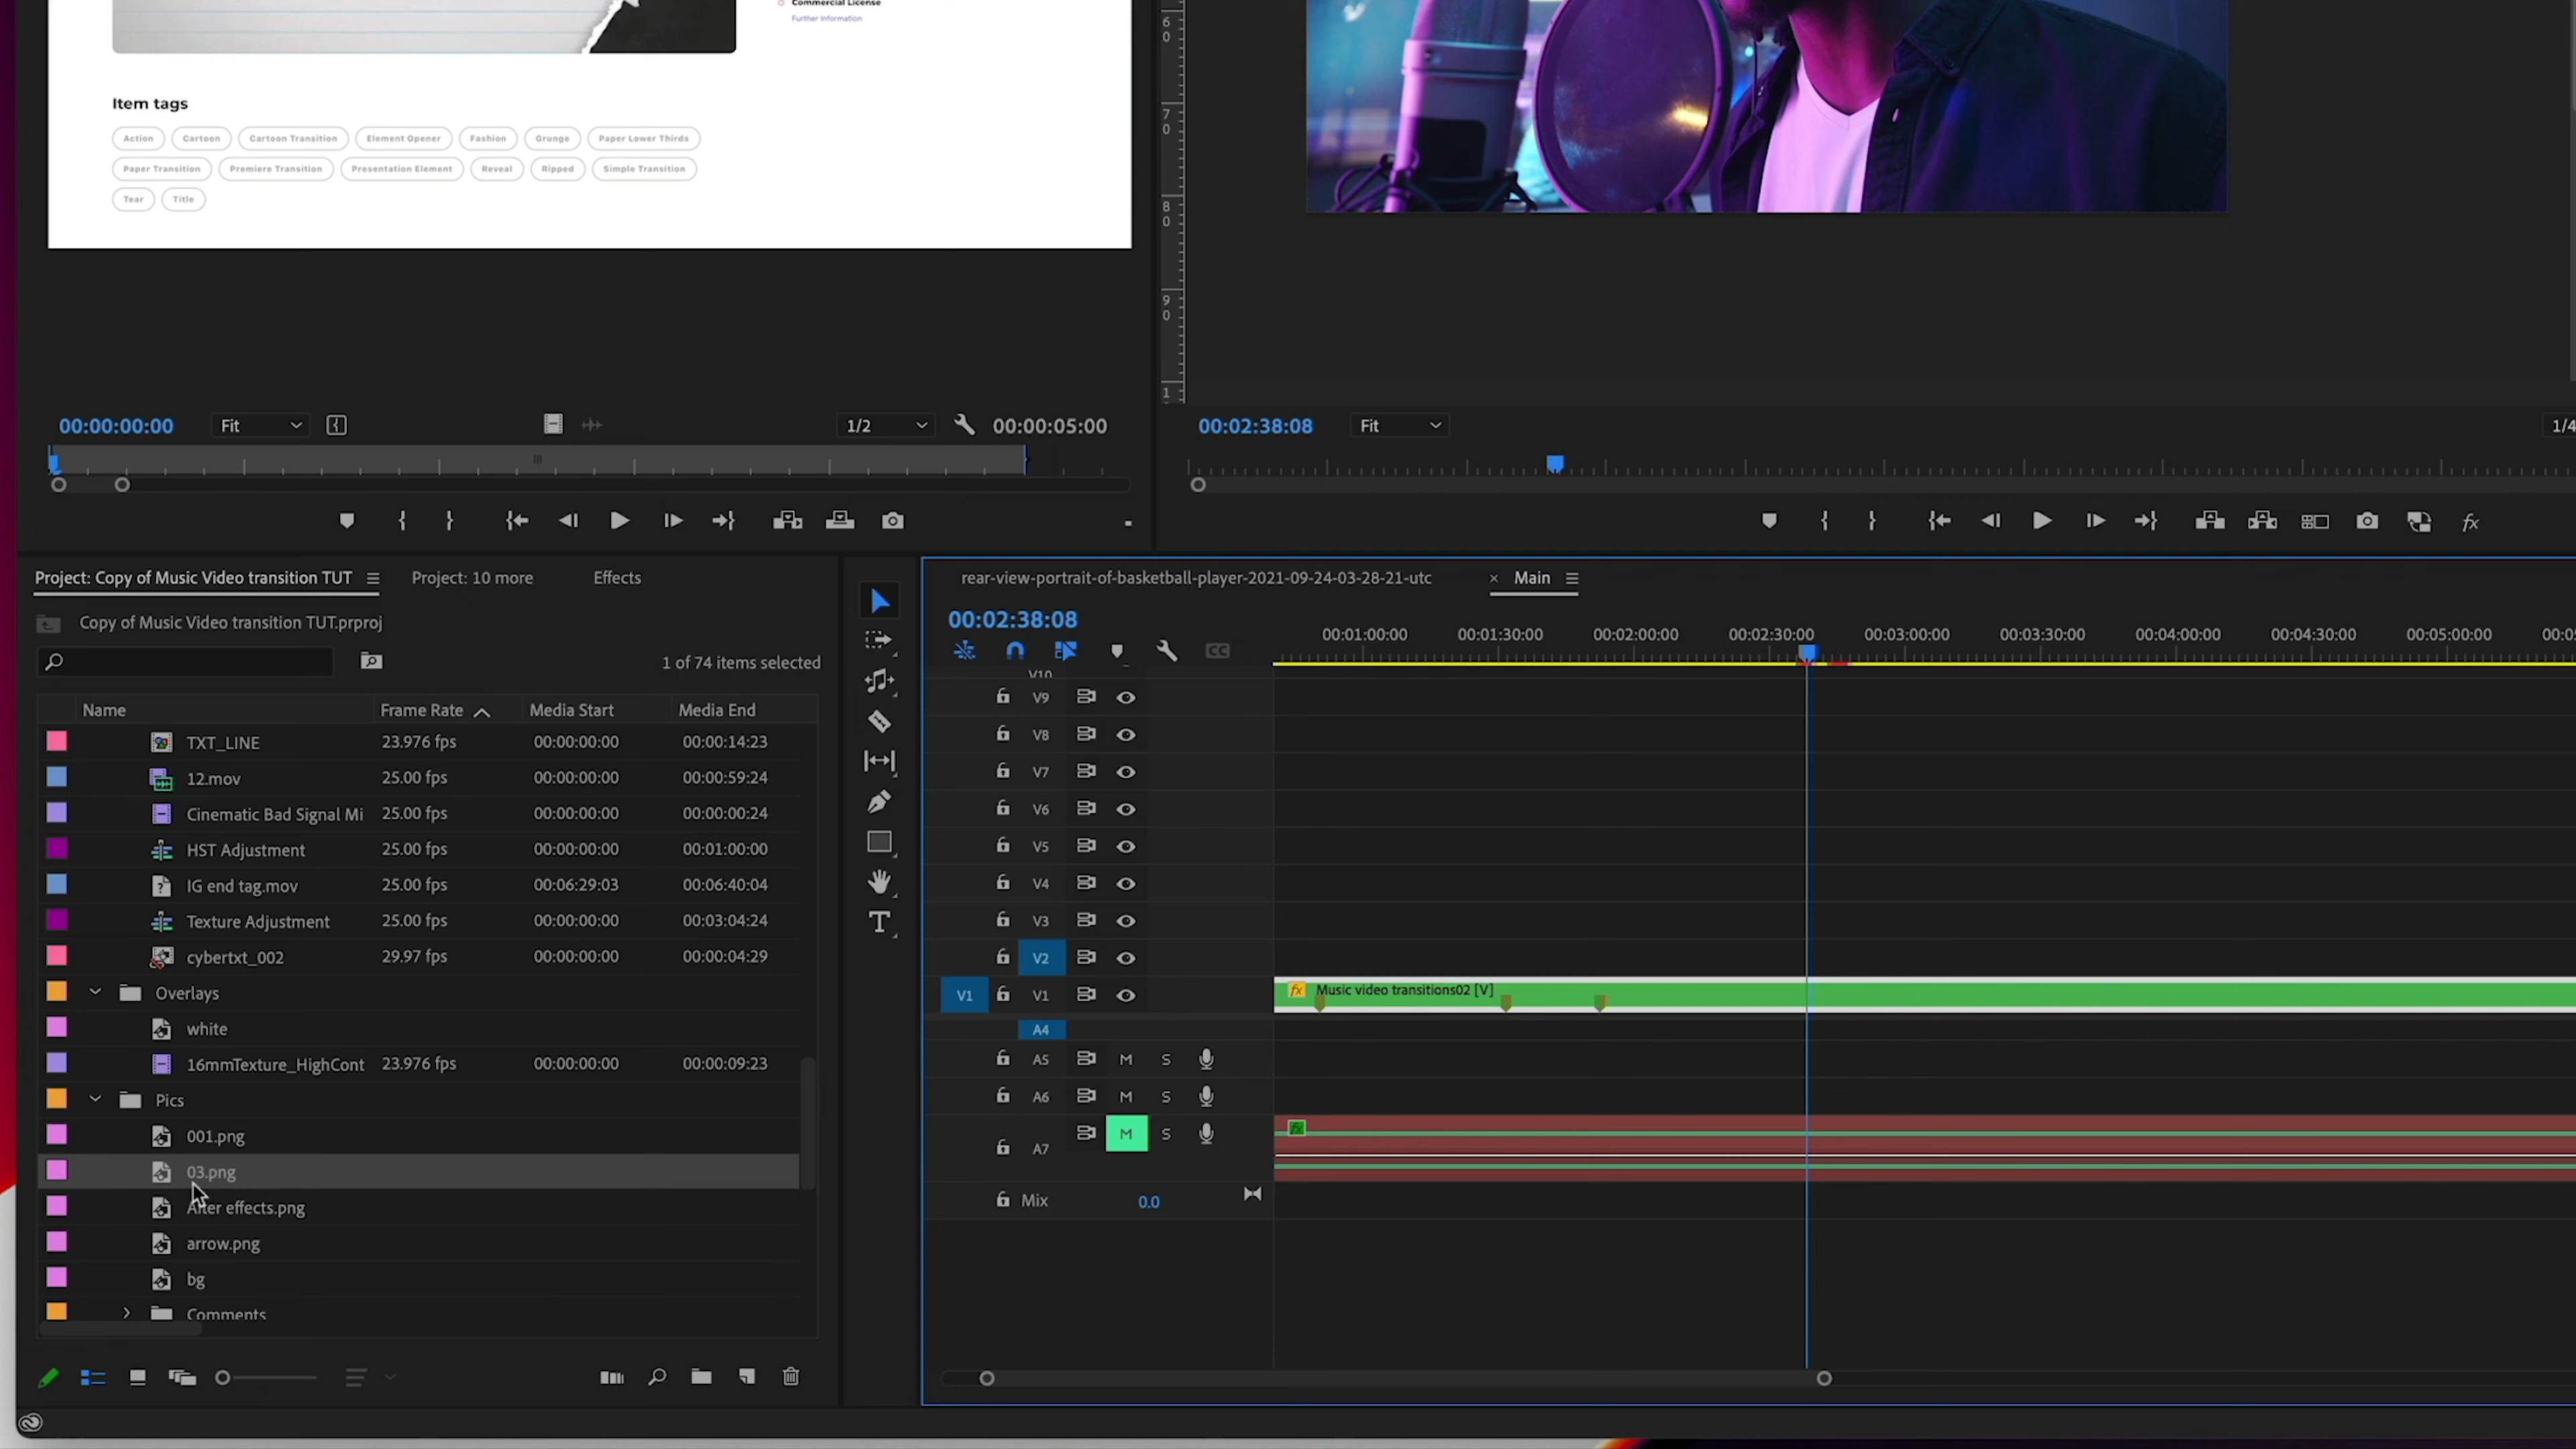 Commercial License
Further Information
Item tags
Action Cartoon Cartoon Transition Element Opener Fashion Grunge Paper Lower Thirds
Paper Transition Premiere Transition Presentation Element Reveal Ripped Simple Transition
Tear Title
60
70
80
90
1
00:00:00:00 Fit 1/2 00:00:05:00
00:02:38:08 Fit 1/4
Project: Copy of Music Video transition TUT Project: 10 more Effects
Copy of Music Video transition TUT.prproj
1 of 74 items selected
Name Frame Rate Media Start Media End
TXT_LINE 23.976 fps 00:00:00:00 00:00:14:23
12.mov 25.00 fps 00:00:00:00 00:00:59:24
Cinematic Bad Signal Mi 25.00 fps 00:00:00:00 00:00:00:24
HST Adjustment 25.00 fps 00:00:00:00 00:01:00:00
IG end tag.mov 25.00 fps 00:06:29:03 00:06:40:04
Texture Adjustment 25.00 fps 00:00:00:00 00:03:04:24
cybertxt_002 29.97 fps 00:00:00:00 00:00:04:29
Overlays
white
16mmTexture_HighCont 23.976 fps 00:00:00:00 00:00:09:23
Pics
001.png
03.png
After effects.png
arrow.png
bg
Comments
rear-view-portrait-of-basketball-player-2021-09-24-03-28-21-utc × Main
00:02:38:08
00:01:00:00 00:01:30:00 00:02:00:00 00:02:30:00 00:03:00:00 00:03:30:00 00:04:00:00 00:04:30:00 00:05:00:00
CC
V10
V9
V8
V7
V6
V5
V4
V3
V2
V1 V1 fx Music video transitions02 [V]
A4
A5 M S
A6 M S
A7 M S fx
Mix 0.0